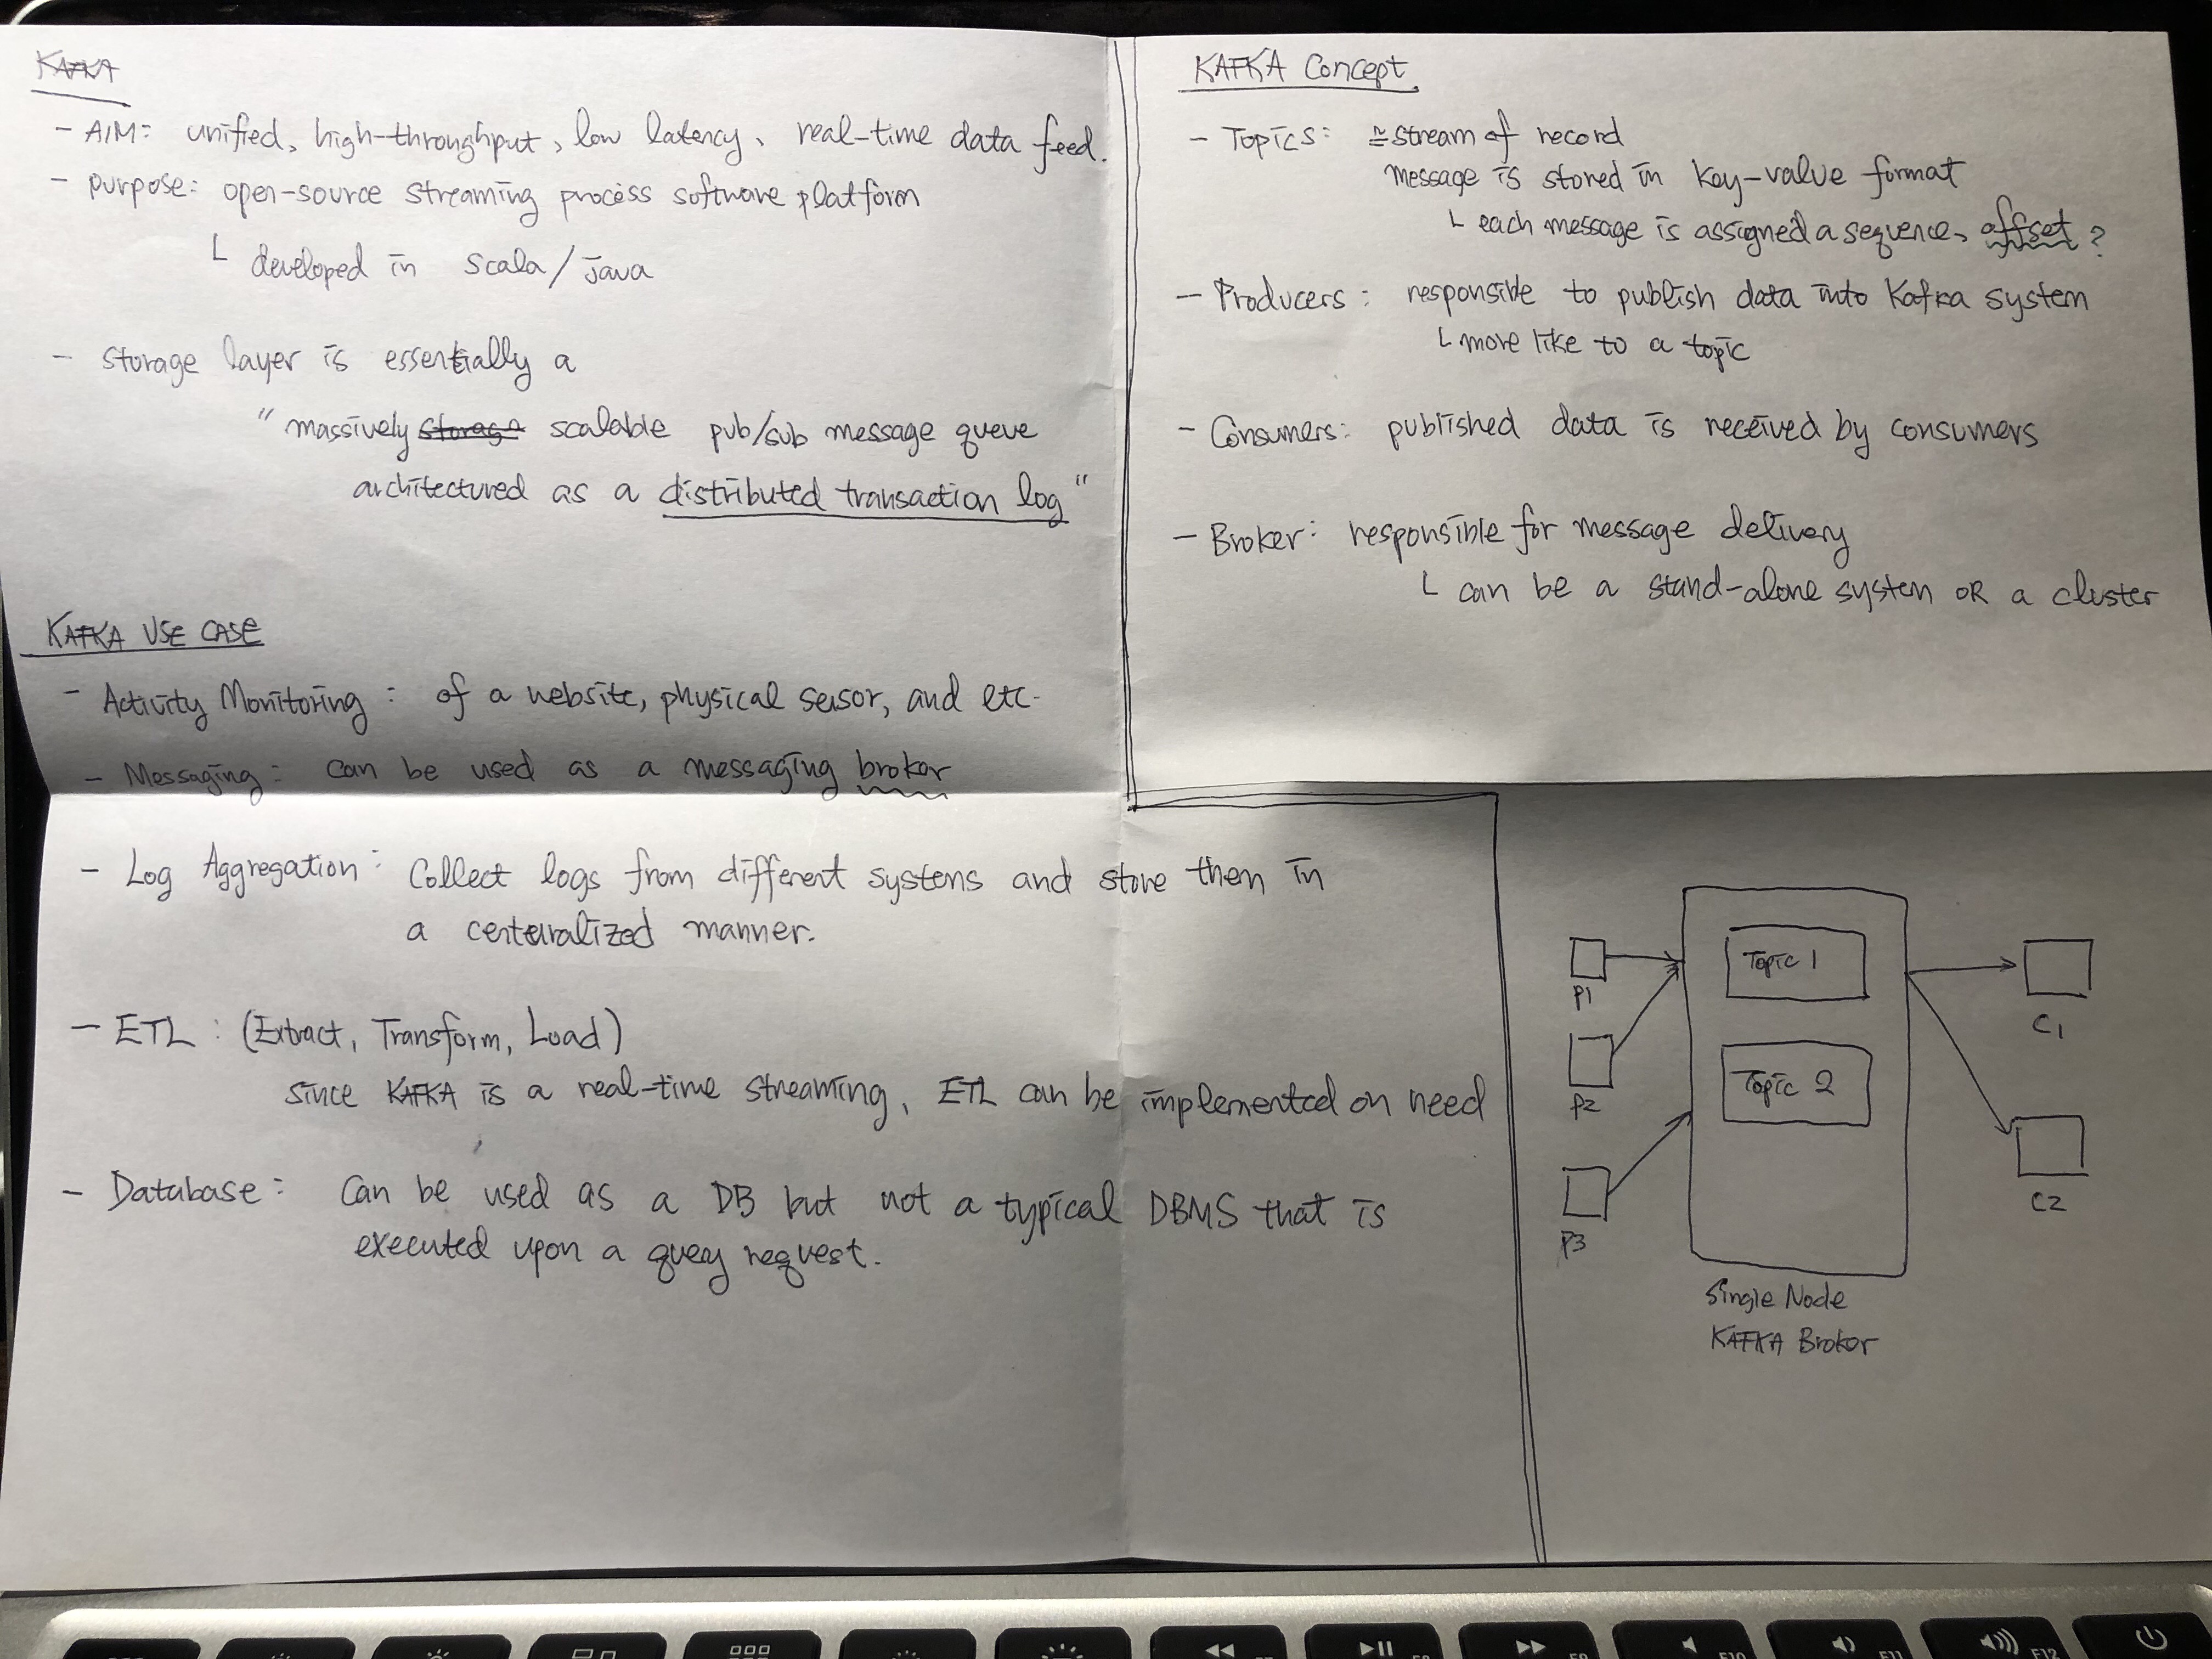 KAFKA
- AIM: unified, high-throughput, low latency, real-time data feed.
- purpose: open-source streaming process software platform
└ developed in scala/java
- storage layer is essentially a
"massively storage scalable pub/sub message queue
architectured as a distributed transaction log"
KAFKA USE CASE
- Activity Monitoring: of a website, physical sensor, and etc.
- Messaging: can be used as a messaging broker
- Log Aggregation: Collect logs from different systems and store them in
a centeralized manner.
- ETL: (Extract, Transform, Load)
since KAFKA is a real-time streaming, ETL can be implemented on need
- Database: can be used as a DB but not a typical DBMS that is
executed upon a query request.
KAFKA Concept
- Topics: ≃ stream of record
message is stored in key-value format
└ each message is assigned a sequence, offset?
- Producers: responsible to publish data into Kafka system
└ more like to a topic
- Consumers: published data is received by consumers
- Broker: responsible for message delivery
└ can be a stand-alone system OR a cluster
P1
P2
P3
Topic 1
Topic 2
C1
C2
Single Node
KAFKA Broker
F10
F11
F12